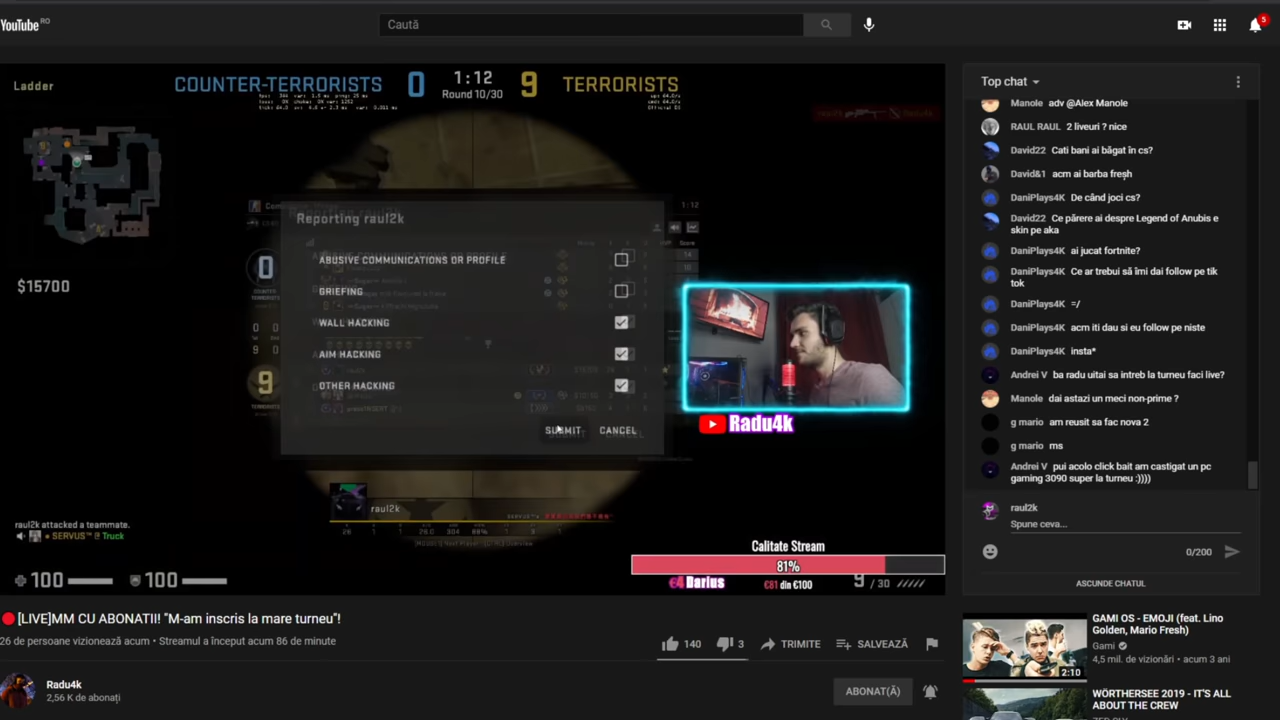 YouTube RO
Caută
5
Ladder
COUNTER-TERRORISTS 0 1:12 9 TERRORISTS
Round 10/30
$15700
1:12
Reporting raul2k
ABUSIVE COMMUNICATIONS OR PROFILE
GRIEFING
WALL HACKING
AIM HACKING
OTHER HACKING
SUBMIT CANCEL
0
9
raul2k
Radu4k
raul2k attacked a teammate.
SERVUS™ @ Truck
100 100
Calitate Stream
81%
€4 Darius €81 din €100
9 / 30
Top chat
Manole adv @Alex Manole
RAUL RAUL 2 liveuri ? nice
David22 Cati bani ai băgat în cs?
David&1 acm ai barba freșh
DaniPlays4K De când joci cs?
David22 Ce părere ai despre Legend of Anubis e
skin pe aka
DaniPlays4K ai jucat fortnite?
DaniPlays4K Ce ar trebui să îmi dai follow pe tik
tok
DaniPlays4K =/
DaniPlays4K acm iti dau si eu follow pe niste
DaniPlays4K insta*
Andrei V ba radu uitai sa intreb la turneu faci live?
Manole dai astazi un meci non-prime ?
g mario am reusit sa fac nova 2
g mario ms
Andrei V pui acolo click bait am castigat un pc
gaming 3090 super la turneu :))))
raul2k
Spune ceva...
0/200
ASCUNDE CHATUL
[LIVE]MM CU ABONATII! "M-am inscris la mare turneu"!
26 de persoane vizionează acum • Streamul a început acum 86 de minute
140 3 TRIMITE SALVEAZĂ
Radu4k
2,56 K de abonați
ABONAT(Ă)
GAMI OS - EMOJI (feat. Lino
Golden, Mario Fresh)
Gami
4,5 mil. de vizionări • acum 3 ani
2:10
WÖRTHERSEE 2019 - IT'S ALL
ABOUT THE CREW